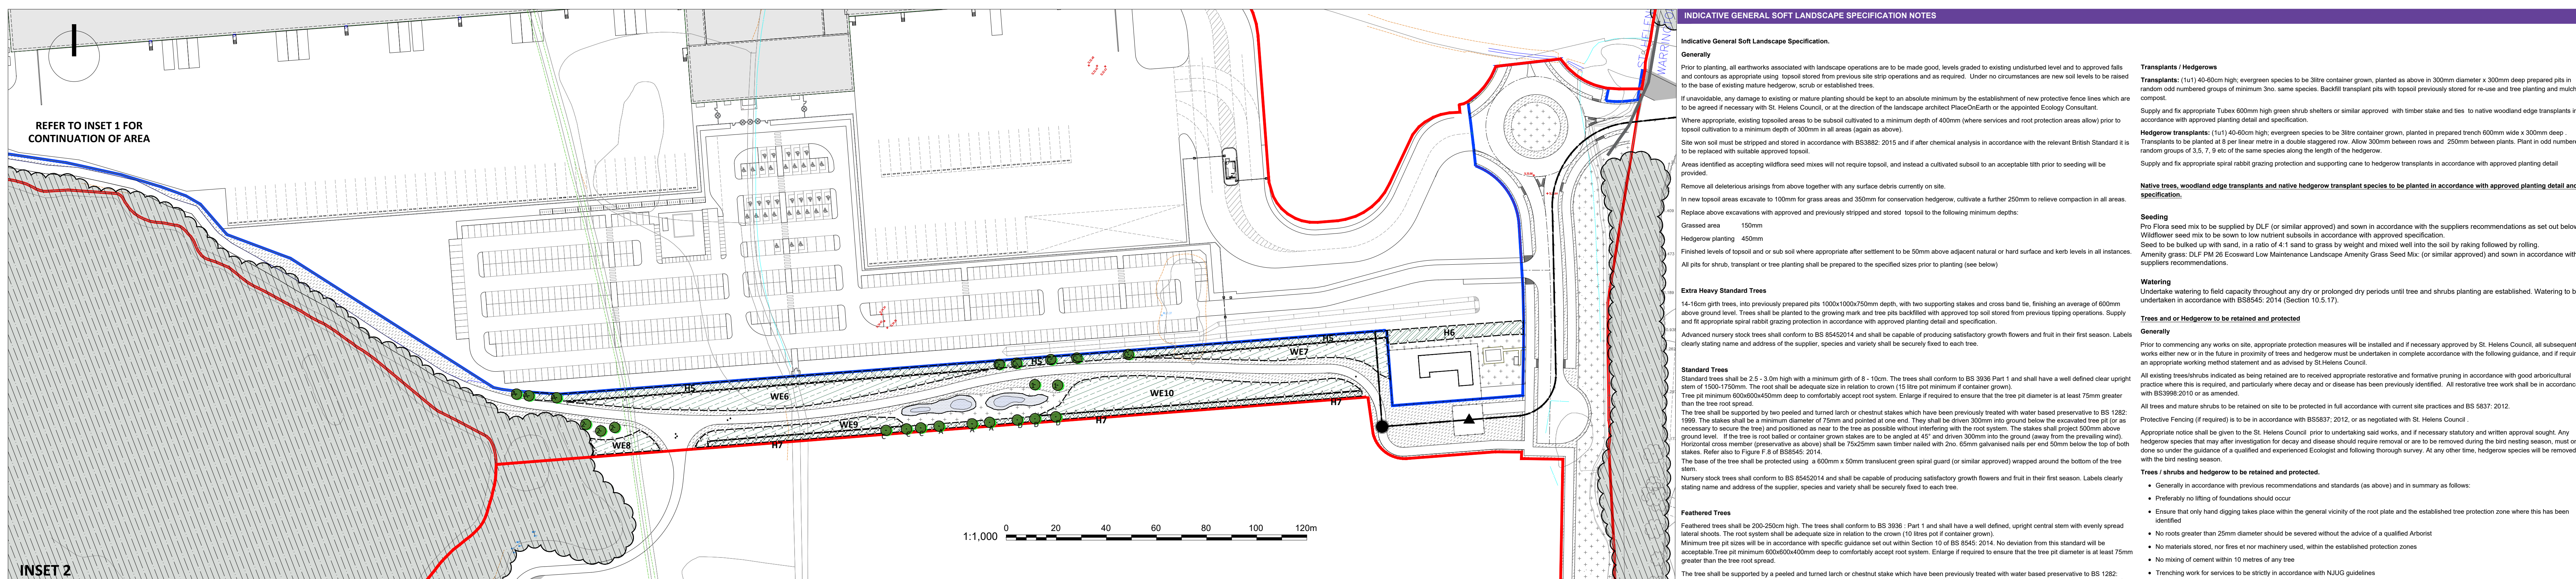 REFER TO INSET 1 FOR
CONTINUATION OF AREA
ST HELEN
WARRIN
H5
WE6
H5
H5
WE7
H6
WE8
H7
WE9
C
C
C
A
A
A
D
D
D
H7
WE10
H7
1:1,000
0 20 40 60 80 100 120m
INSET 2
INDICATIVE GENERAL SOFT LANDSCAPE SPECIFICATION NOTES
Indicative General Soft Landscape Specification.
Generally
Prior to planting, all earthworks associated with landscape operations are to be made good, levels graded to existing undisturbed level and to approved falls
and contours as appropriate using topsoil stored from previous site strip operations and as required. Under no circumstances are new soil levels to be raised
to the base of existing mature hedgerow, scrub or established trees.
If unavoidable, any damage to existing or mature planting should be kept to an absolute minimum by the establishment of new protective fence lines which are
to be agreed if necessary with St. Helens Council, or at the direction of the landscape architect PlaceOnEarth or the appointed Ecology Consultant.
Where appropriate, existing topsoiled areas to be subsoil cultivated to a minimum depth of 400mm (where services and root protection areas allow) prior to
topsoil cultivation to a minimum depth of 300mm in all areas (again as above).
Site won soil must be stripped and stored in accordance with BS3882: 2015 and if after chemical analysis in accordance with the relevant British Standard it is
to be replaced with suitable approved topsoil.
Areas identified as accepting wildflora seed mixes will not require topsoil, and instead a cultivated subsoil to an acceptable tilth prior to seeding will be
provided.
Remove all deleterious arisings from above together with any surface debris currently on site.
In new topsoil areas excavate to 100mm for grass areas and 350mm for conservation hedgerow, cultivate a further 250mm to relieve compaction in all areas.
Replace above excavations with approved and previously stripped and stored topsoil to the following minimum depths:
Grassed area 150mm
Hedgerow planting 450mm
Finished levels of topsoil and or sub soil where appropriate after settlement to be 50mm above adjacent natural or hard surface and kerb levels in all instances.
All pits for shrub, transplant or tree planting shall be prepared to the specified sizes prior to planting (see below)
Extra Heavy Standard Trees
14-16cm girth trees, into previously prepared pits 1000x1000x750mm depth, with two supporting stakes and cross band tie, finishing an average of 600mm
above ground level. Trees shall be planted to the growing mark and tree pits backfilled with approved top soil stored from previous tipping operations. Supply
and fit appropriate spiral rabbit grazing protection in accordance with approved planting detail and specification.
Advanced nursery stock trees shall conform to BS 85452014 and shall be capable of producing satisfactory growth flowers and fruit in their first season. Labels
clearly stating name and address of the supplier, species and variety shall be securely fixed to each tree.
Standard Trees
Standard trees shall be 2.5 - 3.0m high with a minimum girth of 8 - 10cm. The trees shall conform to BS 3936 Part 1 and shall have a well defined clear upright
stem of 1500-1750mm. The root shall be adequate size in relation to crown (15 litre pot minimum if container grown).
Tree pit minimum 600x600x450mm deep to comfortably accept root system. Enlarge if required to ensure that the tree pit diameter is at least 75mm greater
than the tree root spread.
The tree shall be supported by two peeled and turned larch or chestnut stakes which have been previously treated with water based preservative to BS 1282:
1999. The stakes shall be a minimum diameter of 75mm and pointed at one end. They shall be driven 300mm into ground below the excavated tree pit (or as
necessary to secure the tree) and positioned as near to the tree as possible without interfering with the root system. The stakes shall project 500mm above
ground level. If the tree is root balled or container grown stakes are to be angled at 45° and driven 300mm into the ground (away from the prevailing wind).
Horizontal cross member (preservative as above) shall be 75x25mm sawn timber nailed with 2no. 65mm galvanised nails per end 50mm below the top of both
stakes. Refer also to Figure F.8 of BS8545: 2014.
The base of the tree shall be protected using a 600mm x 50mm translucent green spiral guard (or similar approved) wrapped around the bottom of the tree
stem.
Nursery stock trees shall conform to BS 85452014 and shall be capable of producing satisfactory growth flowers and fruit in their first season. Labels clearly
stating name and address of the supplier, species and variety shall be securely fixed to each tree.
Feathered Trees
Feathered trees shall be 200-250cm high. The trees shall conform to BS 3936 : Part 1 and shall have a well defined, upright central stem with evenly spread
lateral shoots. The root system shall be adequate size in relation to the crown (10 litres pot if container grown).
Minimum tree pit sizes will be in accordance with specific guidance set out within Section 10 of BS 8545: 2014. No deviation from this standard will be
acceptable.Tree pit minimum 600x600x400mm deep to comfortably accept root system. Enlarge if required to ensure that the tree pit diameter is at least 75mm
greater than the tree root spread.
The tree shall be supported by a peeled and turned larch or chestnut stake which have been previously treated with water based preservative to BS 1282:
Transplants / Hedgerows
Transplants: (1u1) 40-60cm high; evergreen species to be 3litre container grown, planted as above in 300mm diameter x 300mm deep prepared pits in
random odd numbered groups of minimum 3no. same species. Backfill transplant pits with topsoil previously stored for re-use and tree planting and mulch
compost.
Supply and fix appropriate Tubex 600mm high green shrub shelters or similar approved with timber stake and ties to native woodland edge transplants in
accordance with approved planting detail and specification.
Hedgerow transplants: (1u1) 40-60cm high; evergreen species to be 3litre container grown, planted in prepared trench 600mm wide x 300mm deep .
Transplants to be planted at 8 per linear metre in a double staggered row. Allow 300mm between rows and 250mm between plants. Plant in odd numbere
random groups of 3,5, 7, 9 etc of the same species along the length of the hedgerow.
Supply and fix appropriate spiral rabbit grazing protection and supporting cane to hedgerow transplants in accordance with approved planting detail
Native trees, woodland edge transplants and native hedgerow transplant species to be planted in accordance with approved planting detail and
specification.
Seeding
Pro Flora seed mix to be supplied by DLF (or similar approved) and sown in accordance with the suppliers recommendations as set out below
Wildflower seed mix to be sown to low nutrient subsoils in accordance with approved specification.
Seed to be bulked up with sand, in a ratio of 4:1 sand to grass by weight and mixed well into the soil by raking followed by rolling.
Amenity grass: DLF PM 26 Ecosward Low Maintenance Landscape Amenity Grass Seed Mix: (or similar approved) and sown in accordance with
suppliers recommendations.
Watering
Undertake watering to field capacity throughout any dry or prolonged dry periods until tree and shrubs planting are established. Watering to b
undertaken in accordance with BS8545: 2014 (Section 10.5.17).
Trees and or Hedgerow to be retained and protected
Generally
Prior to commencing any works on site, appropriate protection measures will be installed and if necessary approved by St. Helens Council, all subsequent
works either now or in the future in proximity of trees and hedgerow must be undertaken in complete accordance with the following guidance, and if requir
an appropriate working method statement and as advised by St.Helens Council.
All existing trees/shrubs indicated as being retained are to received appropriate restorative and formative pruning in accordance with good arboricultural
practice where this is required, and particularly where decay and or disease has been previously identified. All restorative tree work shall be in accordanc
with BS3998:2010 or as amended.
All trees and mature shrubs to be retained on site to be protected in full accordance with current site practices and BS 5837: 2012.
Protective Fencing (if required) is to be in accordance with BS5837; 2012, or as negotiated with St. Helens Council .
Appropriate notice shall be given to the St. Helens Council prior to undertaking said works, and if necessary statutory and written approval sought. Any
hedgerow species that may after investigation for decay and disease should require removal or are to be removed during the bird nesting season, must on
done so under the guidance of a qualified and experienced Ecologist and following thorough survey. At any other time, hedgerow species will be removed
with the bird nesting season.
Trees / shrubs and hedgerow to be retained and protected.
• Generally in accordance with previous recommendations and standards (as above) and in summary as follows:
• Preferably no lifting of foundations should occur
• Ensure that only hand digging takes place within the general vicinity of the root plate and the established tree protection zone where this has been
identified
• No roots greater than 25mm diameter should be severed without the advice of a qualified Arborist
• No materials stored, nor fires et nor machinery used, within the established protection zones
• No mixing of cement within 10 metres of any tree
• Trenching work for services to be strictly in accordance with NJUG guidelines